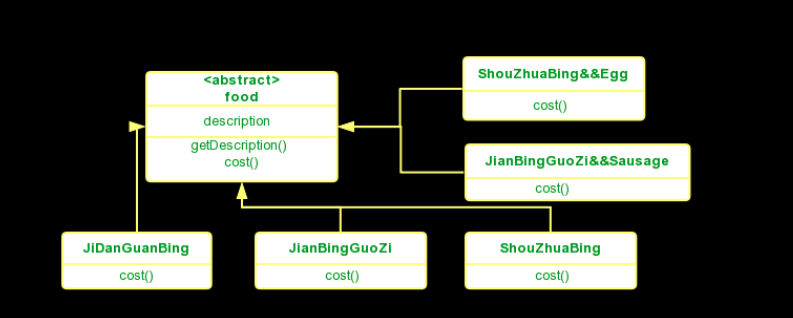 <abstract>
food
description
getDescription()
cost()
ShouZhuaBing&&Egg
cost()
JianBingGuoZi&&Sausage
cost()
JiDanGuanBing
cost()
JianBingGuoZi
cost()
ShouZhuaBing
cost()